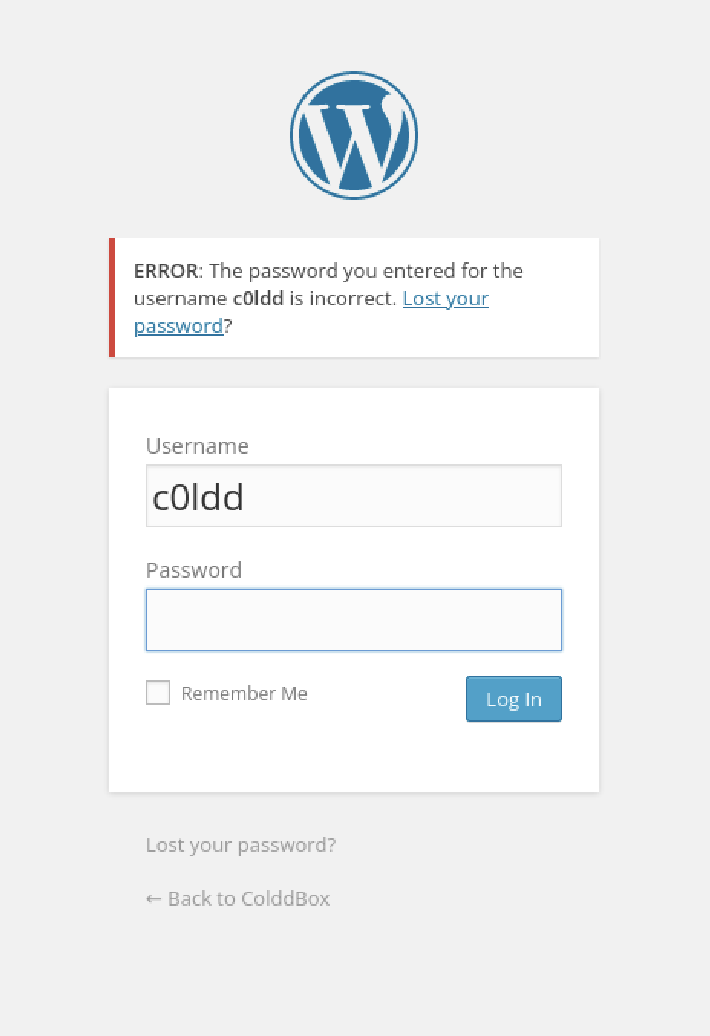 ERROR: The password you entered for the
username c0ldd is incorrect. Lost your
password?
Username
c0ldd
Password
Remember Me
Log In
Lost your password?
← Back to ColddBox